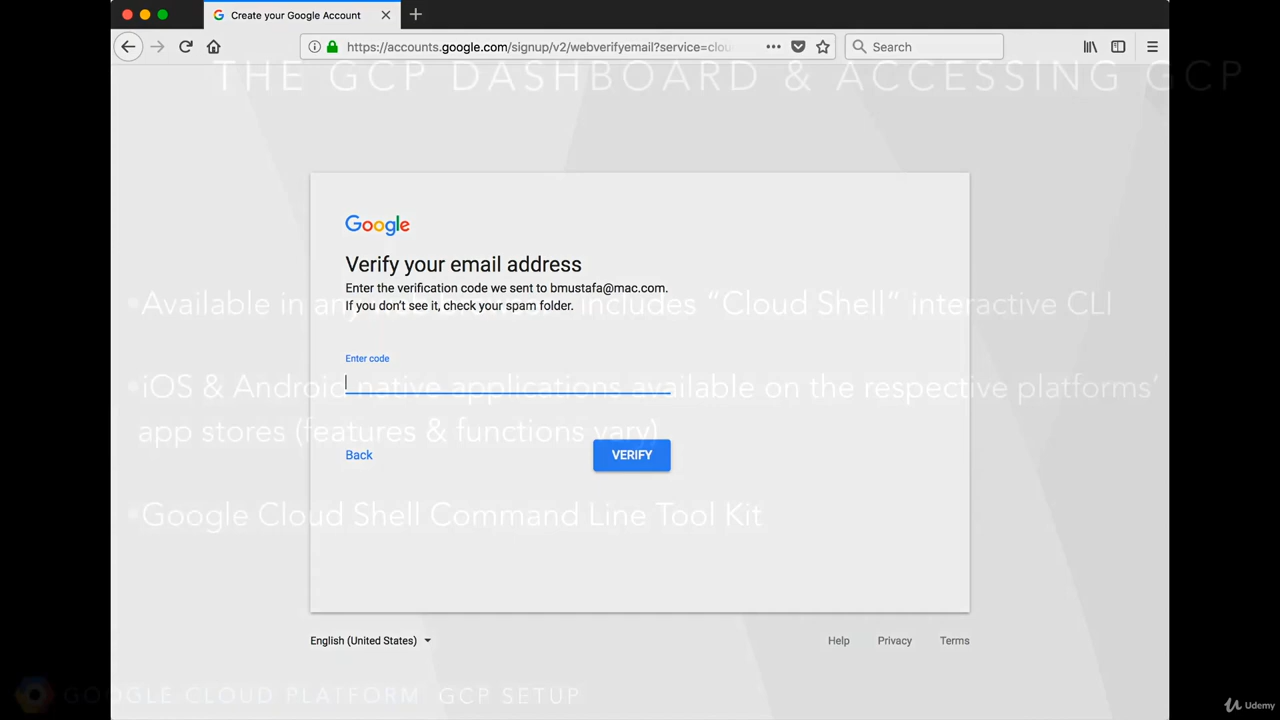 Create your Google Account
https://accounts.google.com/signup/v2/webverifyemail?service=clou
Search
THE GCP DASHBOARD & ACCESSING GCP
Google
Verify your email address
Enter the verification code we sent to bmustafa@mac.com.
If you don't see it, check your spam folder.
•Available in any includes “Cloud Shell” interactive CLI
Enter code
•iOS & Android native applications available on the respective platforms’
app stores (features & functions vary)
Back
VERIFY
•Google Cloud Shell Command Line Tool Kit
English (United States)
Help
Privacy
Terms
GOOGLE CLOUD PLATFORM GCP SETUP
Udemy